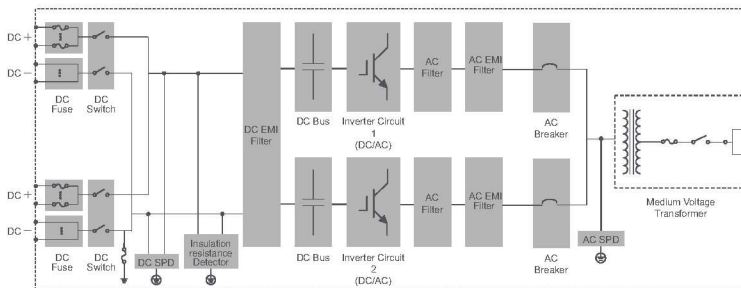 DC +
DC −
DC
Fuse
DC
Switch
DC EMI
Filter
DC Bus
Inverter Circuit
1
(DC/AC)
AC
Filter
AC EMI
Filter
AC
Breaker
Medium Voltage
Transformer
DC +
DC −
DC
Fuse
DC
Switch
DC SPD
Insulation
resistance
Detector
DC Bus
Inverter Circuit
2
(DC/AC)
AC
Filter
AC EMI
Filter
AC
Breaker
AC SPD